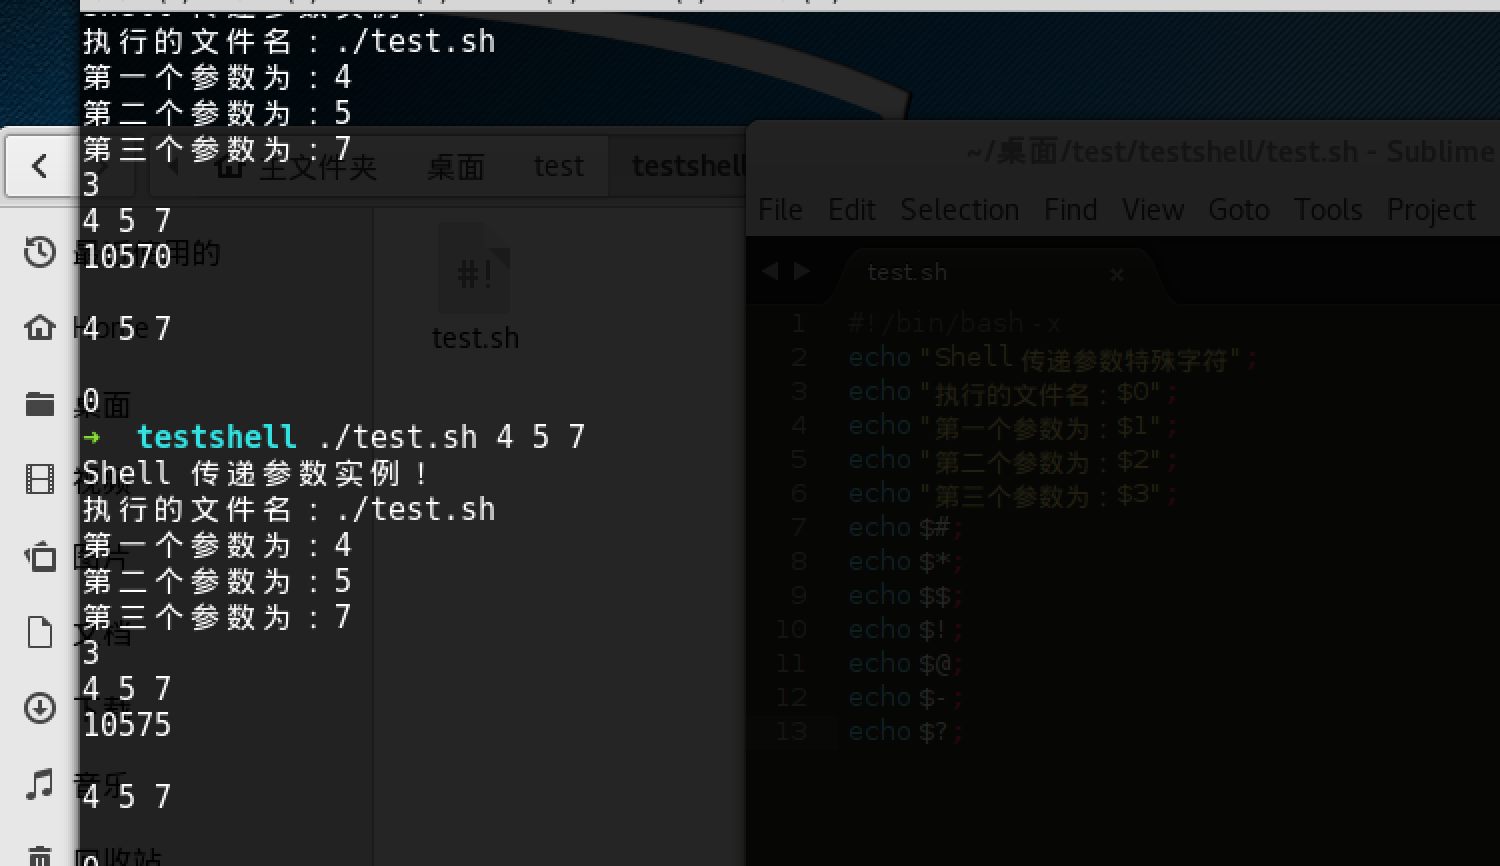 执行的文件名：./test.sh
第一个参数为：4
第二个参数为：5
第三个参数为：7
3
4 5 7
10570
4 5 7
0
➜ testshell ./test.sh 4 5 7
Shell 传递参数实例！
执行的文件名：./test.sh
第一个参数为：4
第二个参数为：5
第三个参数为：7
3
4 5 7
10575
4 5 7
主文件夹 桌面 test testshell
Home
桌面
视频
图片
文档
下载
音乐
回收站
#!
test.sh
~/桌面/test/testshell/test.sh - Sublime
File Edit Selection Find View Goto Tools Project
test.sh ×
1 #!/bin/bash -x
2 echo "Shell 传递参数特殊字符";
3 echo "执行的文件名：$0";
4 echo "第一个参数为：$1";
5 echo "第二个参数为：$2";
6 echo "第三个参数为：$3";
7 echo $#;
8 echo $*;
9 echo $$;
10 echo $!;
11 echo $@;
12 echo $-;
13 echo $?;